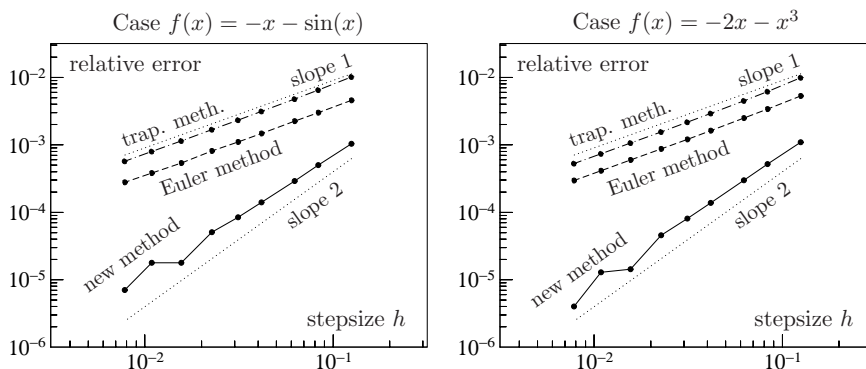 Case f(x) = −x − sin(x)
relative error
slope 1
trap. meth.
Euler method
slope 2
new method
stepsize h
10⁻²
10⁻³
10⁻⁴
10⁻⁵
10⁻⁶
10⁻²
10⁻¹
Case f(x) = −2x − x³
relative error
slope 1
trap. meth.
Euler method
slope 2
new method
stepsize h
10⁻²
10⁻³
10⁻⁴
10⁻⁵
10⁻⁶
10⁻²
10⁻¹